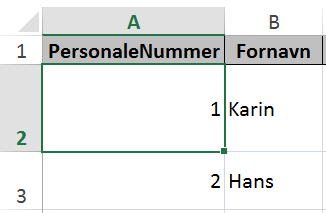 A B
1 PersonaleNummer Fornavn
2 1 Karin
3 2 Hans